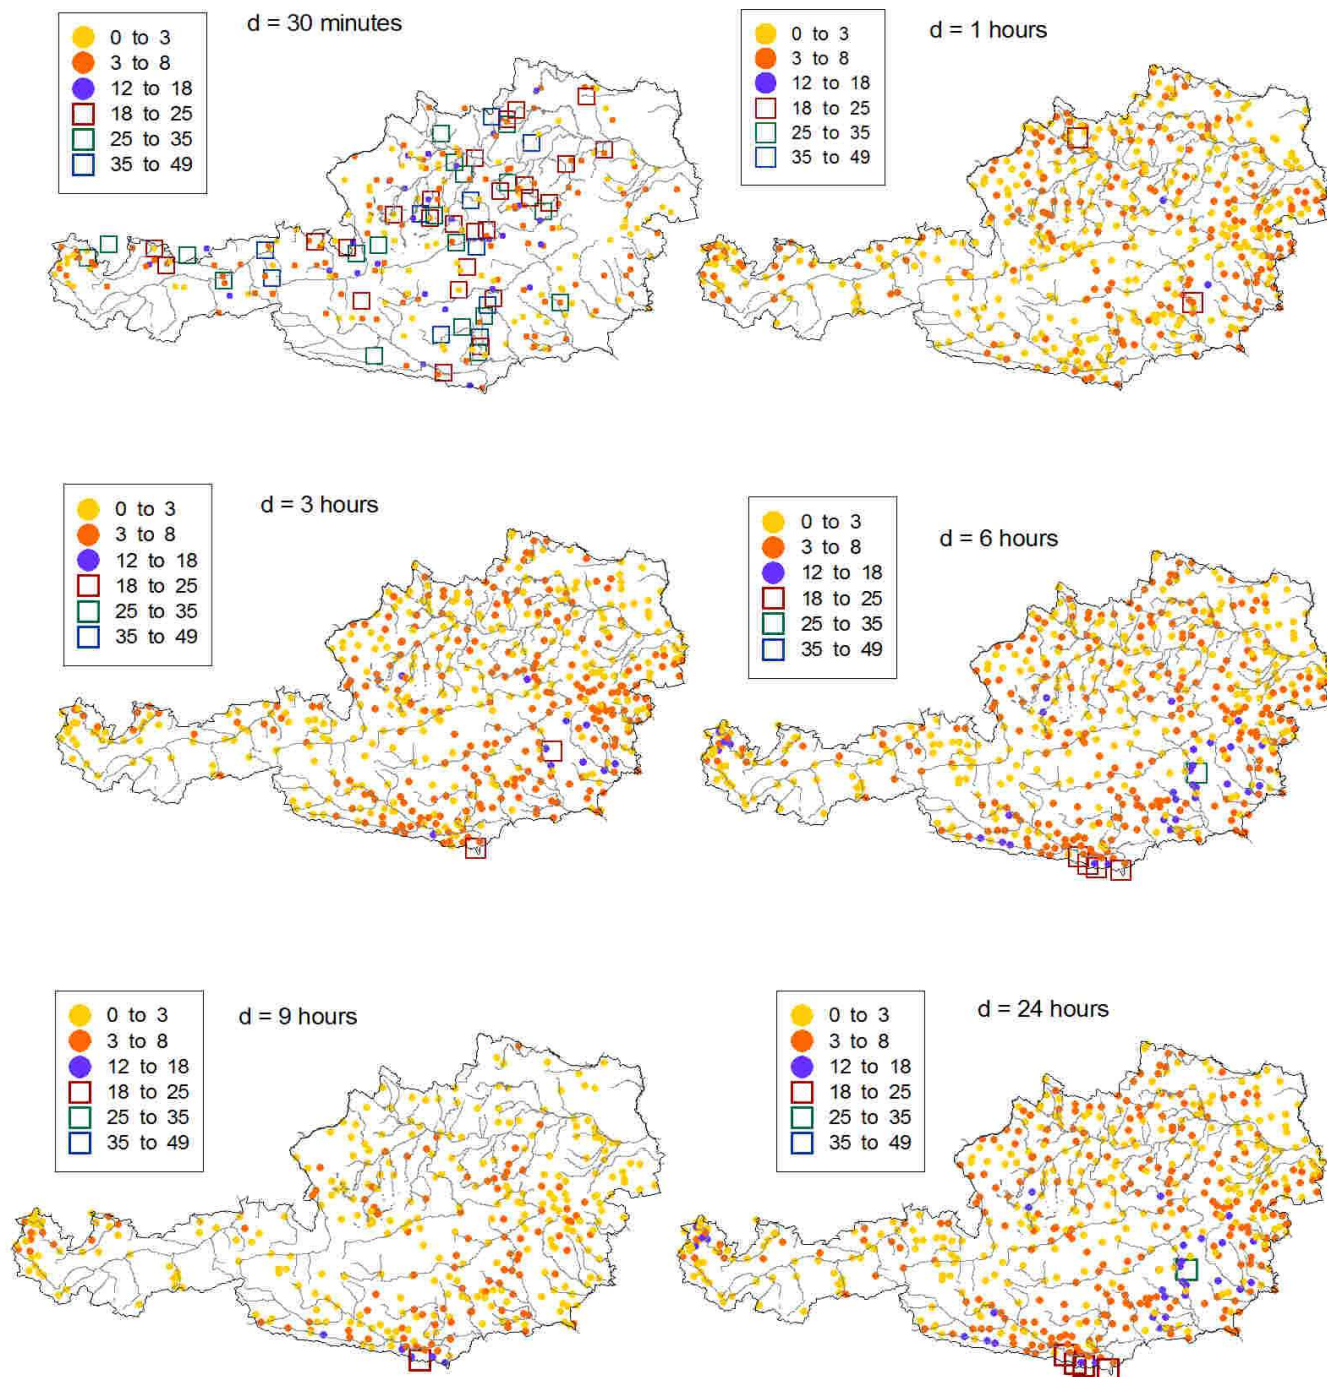 d = 30 minutes
0 to 3
3 to 8
12 to 18
18 to 25
25 to 35
35 to 49
d = 1 hours
0 to 3
3 to 8
12 to 18
18 to 25
25 to 35
35 to 49
d = 3 hours
0 to 3
3 to 8
12 to 18
18 to 25
25 to 35
35 to 49
d = 6 hours
0 to 3
3 to 8
12 to 18
18 to 25
25 to 35
35 to 49
d = 9 hours
0 to 3
3 to 8
12 to 18
18 to 25
25 to 35
35 to 49
d = 24 hours
0 to 3
3 to 8
12 to 18
18 to 25
25 to 35
35 to 49